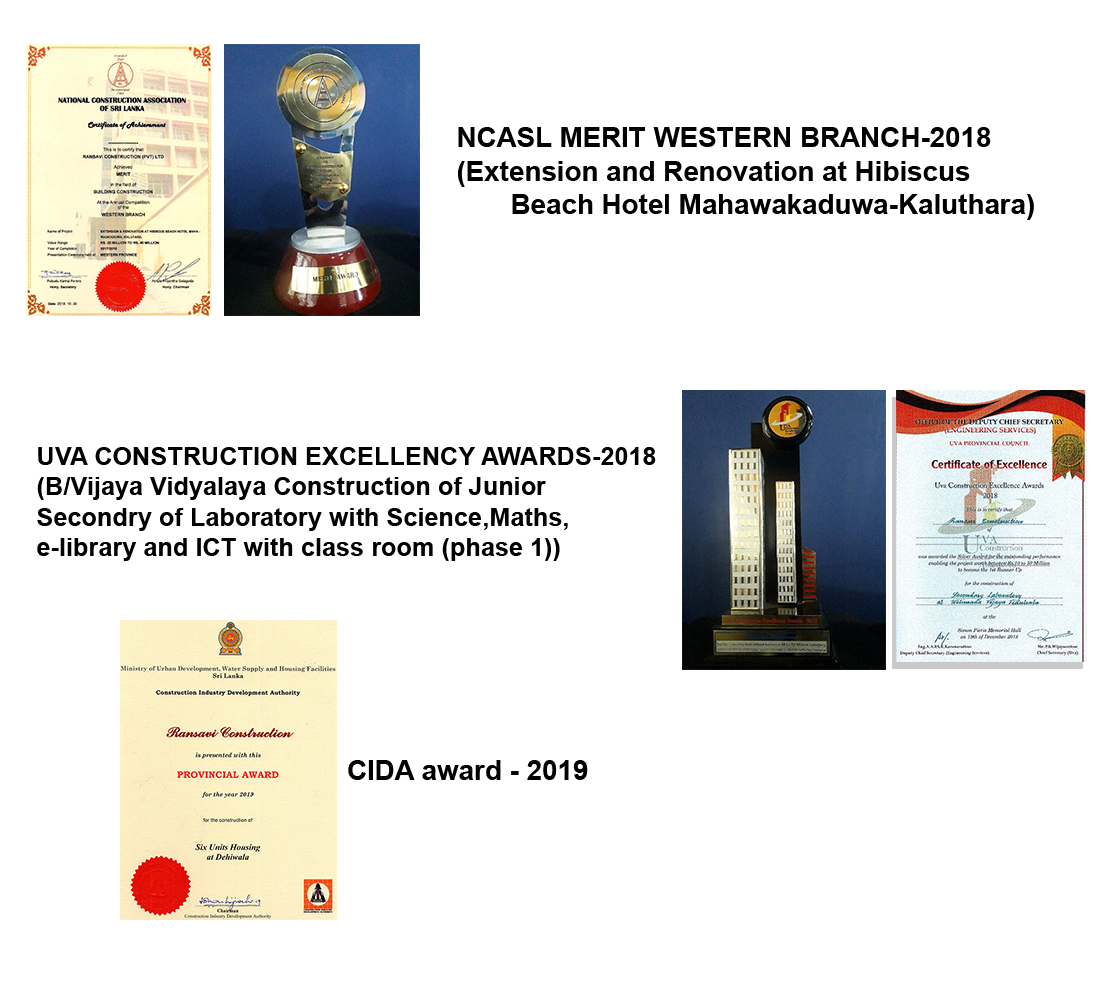 NATIONAL CONSTRUCTION ASSOCIATION
OF SRI LANKA
Certificate of Achievement
This is to certify that
RANSAVI CONSTRUCTION (PVT) LTD
Achieved
MERIT
in the field of
BUILDING CONSTRUCTION
At the Annual Competition
of the
WESTERN BRANCH
Name of Project
EXTENSION & RENOVATION AT HIBISCUS BEACH HOTEL MAHA -
Value Range
RS. 20 MILLION TO RS. 50 MILLION
Year of Completion
Presentation Ceremony held at
WESTERN PROVINCE
Hony. Secretary
Hony. Chairman
MERIT AWARD
NCASL MERIT WESTERN BRANCH-2018
(Extension and Renovation at Hibiscus
Beach Hotel Mahawakaduwa-Kaluthara)
UVA CONSTRUCTION EXCELLENCY AWARDS-2018
(B/Vijaya Vidyalaya Construction of Junior
Secondry of Laboratory with Science,Maths,
e-library and ICT with class room (phase 1))
OFFICE OF THE DEPUTY CHIEF SECRETARY
(ENGINEERING SERVICES)
UVA PROVINCIAL COUNCIL
Certificate of Excellence
Uva Construction Excellence Awards
2018
This is to certify that
Ransavi Construction
of
UVA
Construction
was awarded the Silver Award for the outstanding performance
enabling the project worth between Rs.10 to 50 Million
to become the 1st Runner Up
for the construction of
Secondary Laboratory
at Welimada Vijaya Vidyalaya
at the
Simon Pieris Memorial Hall
on 19th of December 2018
Deputy Chief Secretary (Engineering Services)
Chief Secretary (Uva)
Ministry of Urban Development, Water Supply and Housing Facilities
Sri Lanka
Construction Industry Development Authority
Ransavi Construction
is presented with this
PROVINCIAL AWARD
for the year 2019
for the construction of
Six Units Housing
at Dehiwala
Chairman
Construction Industry Development Authority
CIDA award - 2019